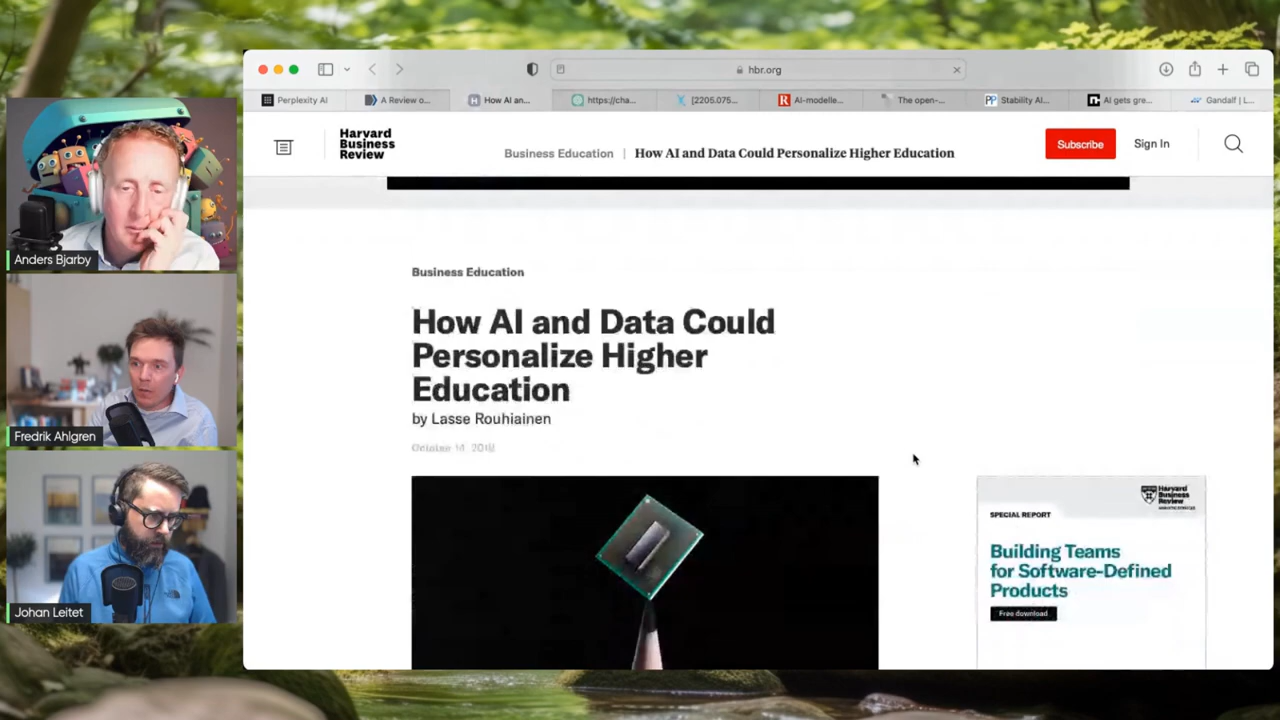 hbr.org
Perplexity AI
A Review o...
How AI an...
https://cha...
[2205.075...
AI-modelle...
The open-...
Stability AI...
AI gets gre...
Gandalf | L...
Harvard
Business
Review
Business Education | How AI and Data Could Personalize Higher Education
Subscribe
Sign In
Business Education
How AI and Data Could
Personalize Higher
Education
by Lasse Rouhiainen
SPECIAL REPORT
Harvard
Business
Review
Building Teams
for Software-Defined
Products
Free download
Anders Bjarby
Fredrik Ahlgren
Johan Leitet